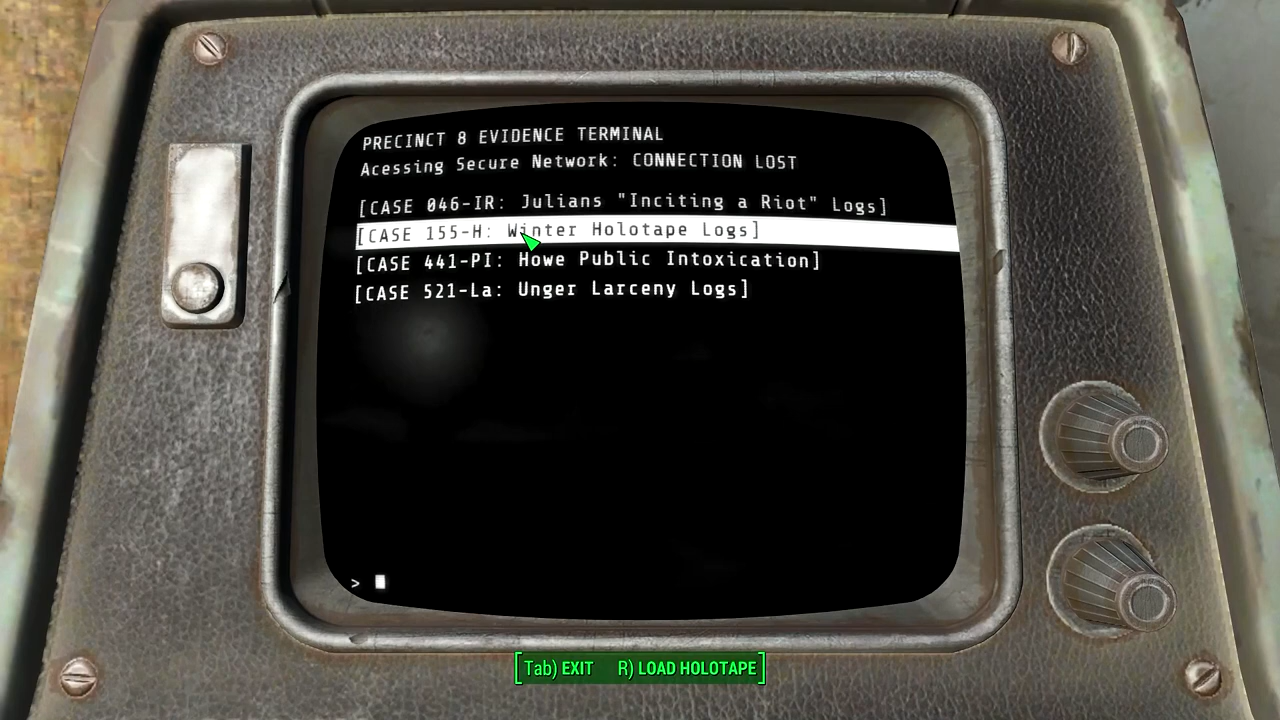 PRECINCT 8 EVIDENCE TERMINAL
Acessing Secure Network: CONNECTION LOST
[CASE 046-IR: Julians "Inciting a Riot" Logs]
[CASE 155-H: Winter Holotape Logs]
[CASE 441-PI: Howe Public Intoxication]
[CASE 521-La: Unger Larceny Logs]
>
Tab) EXIT R) LOAD HOLOTAPE